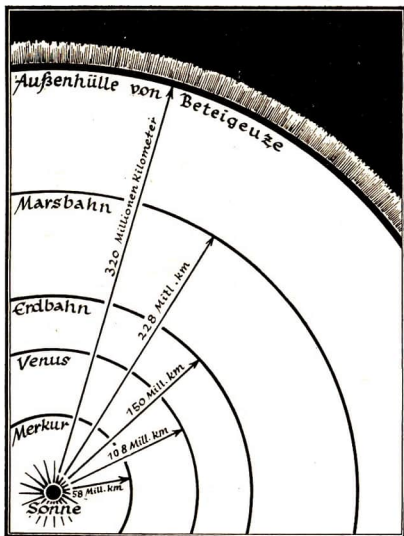 Außenhülle von Beteigeuze
320 Millionen Kilometer
Marsbahn
228 Mill. km
Erdbahn
150 Mill. km
Venus
108 Mill. km
Merkur
58 Mill. km
Sonne